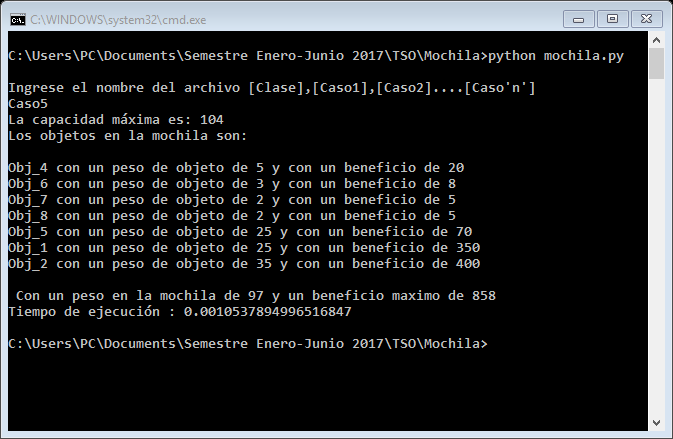 C:\WINDOWS\system32\cmd.exe
C:\Users\PC\Documents\Semestre Enero-Junio 2017\TSO\Mochila>python mochila.py
Ingrese el nombre del archivo [Clase],[Caso1],[Caso2]....[Caso'n']
Caso5
La capacidad máxima es: 104
Los objetos en la mochila son:
Obj_4 con un peso de objeto de 5 y con un beneficio de 20
Obj_6 con un peso de objeto de 3 y con un beneficio de 8
Obj_7 con un peso de objeto de 2 y con un beneficio de 5
Obj_8 con un peso de objeto de 2 y con un beneficio de 5
Obj_5 con un peso de objeto de 25 y con un beneficio de 70
Obj_1 con un peso de objeto de 25 y con un beneficio de 350
Obj_2 con un peso de objeto de 35 y con un beneficio de 400
Con un peso en la mochila de 97 y un beneficio maximo de 858
Tiempo de ejecución : 0.0010537894996516847
C:\Users\PC\Documents\Semestre Enero-Junio 2017\TSO\Mochila>